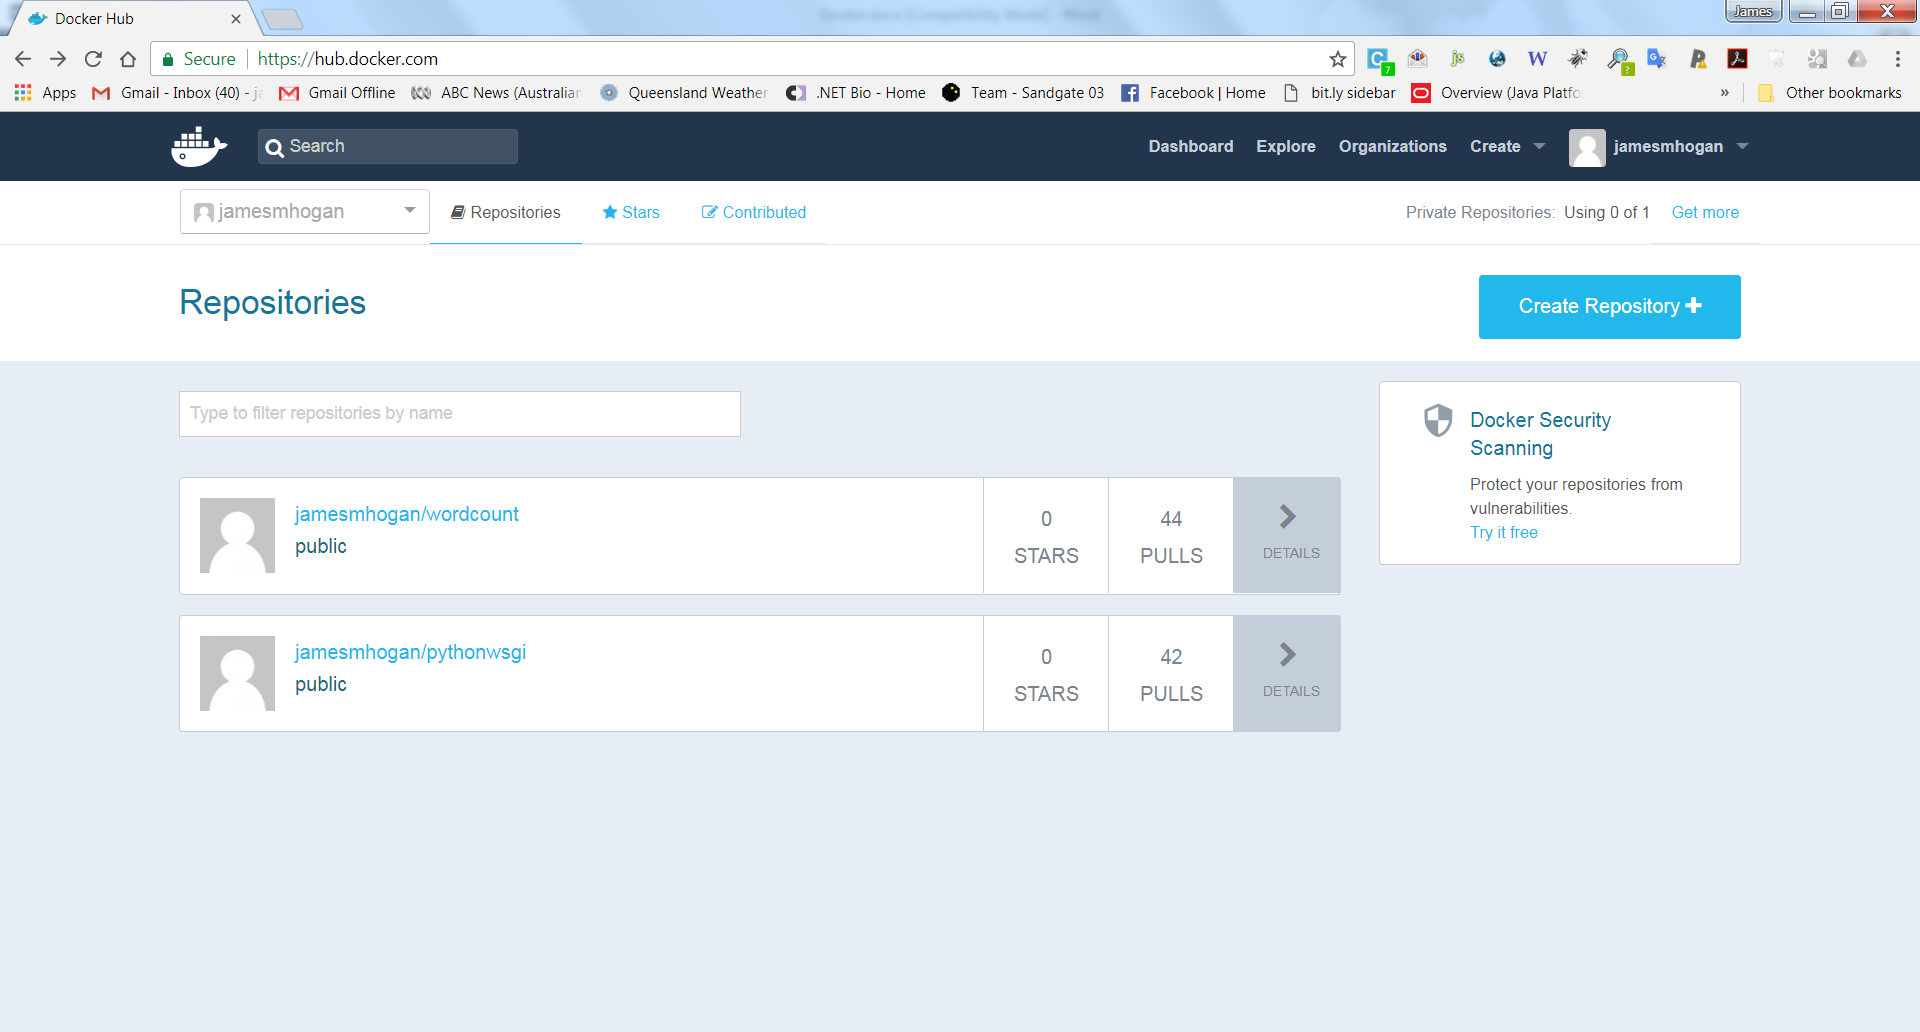 Docker Hub
James
Secure
https://hub.docker.com
7
js
W
?
Apps
Gmail - Inbox (40) - ja
Gmail Offline
ABC News (Australian
Queensland Weather
.NET Bio - Home
Team - Sandgate 03
Facebook | Home
bit.ly sidebar
Overview (Java Platfo
»
Other bookmarks
Search
Dashboard
Explore
Organizations
Create
jamesmhogan
jamesmhogan
Repositories
Stars
Contributed
Private Repositories: Using 0 of 1
Get more
Repositories
Create Repository
Type to filter repositories by name
jamesmhogan/wordcount
public
0
STARS
44
PULLS
DETAILS
jamesmhogan/pythonwsgi
public
0
STARS
42
PULLS
DETAILS
Docker Security
Scanning
Protect your repositories from
vulnerabilities.
Try it free